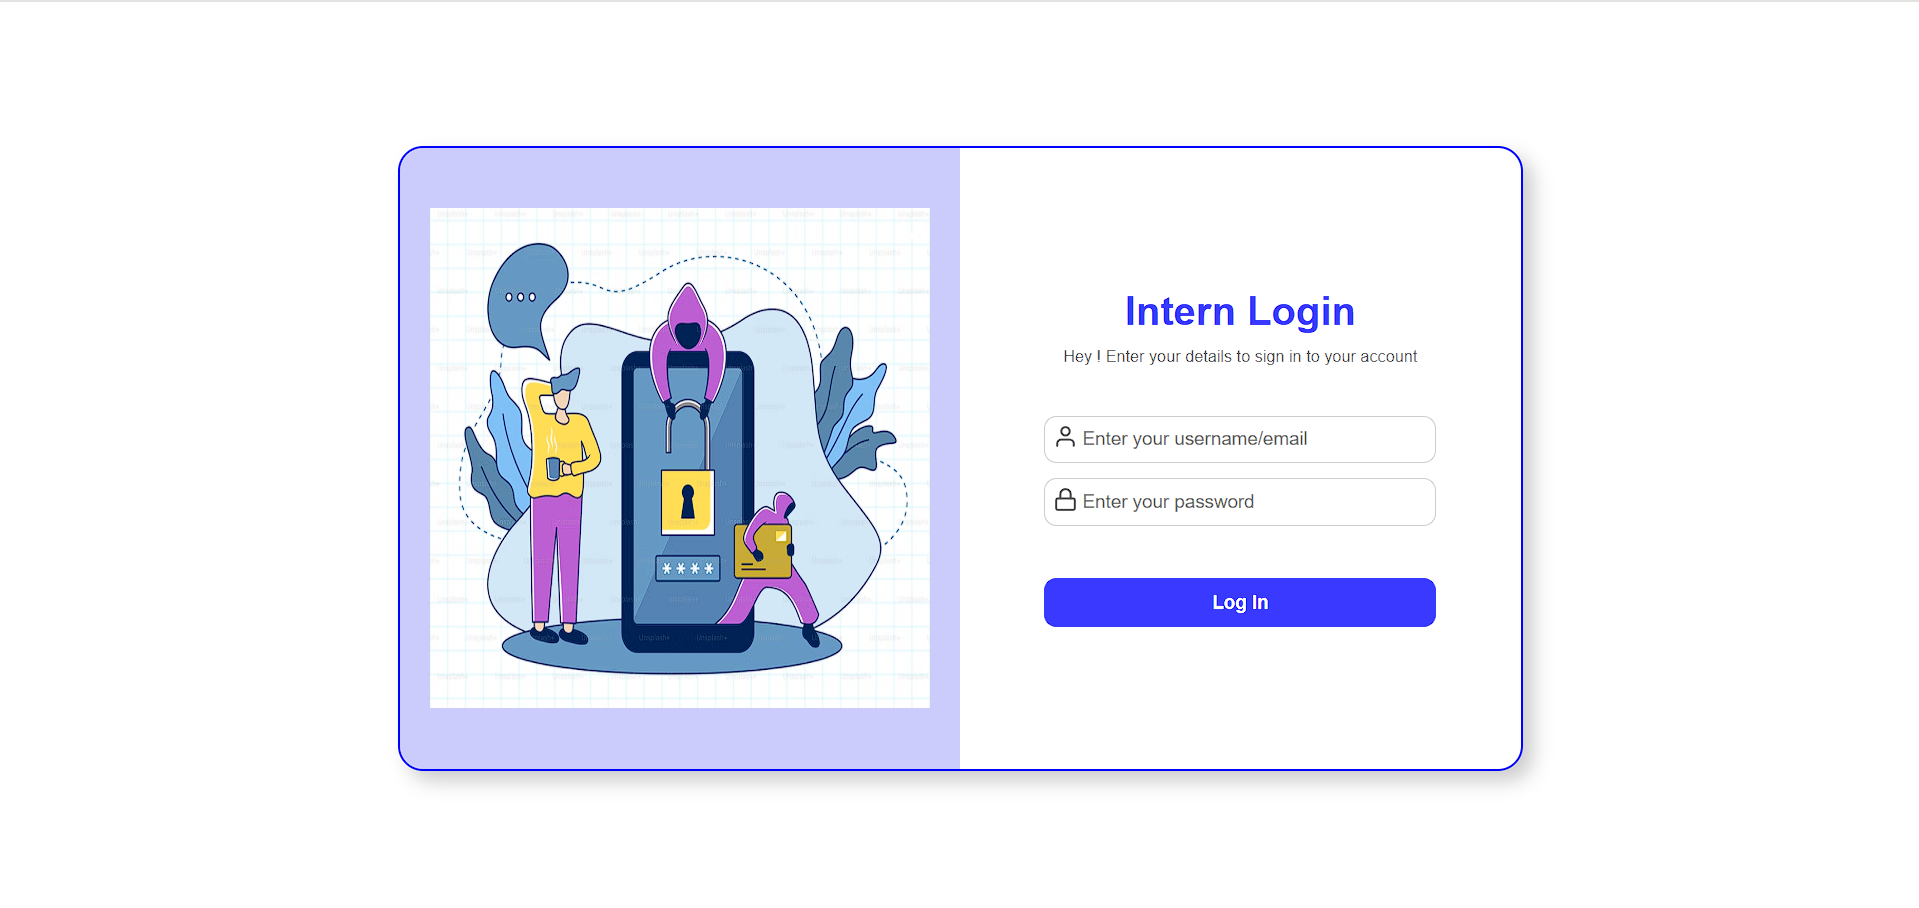 Intern Login
Hey ! Enter your details to sign in to your account
Enter your username/email
Enter your password
Log In
* * * *
Unsplash+